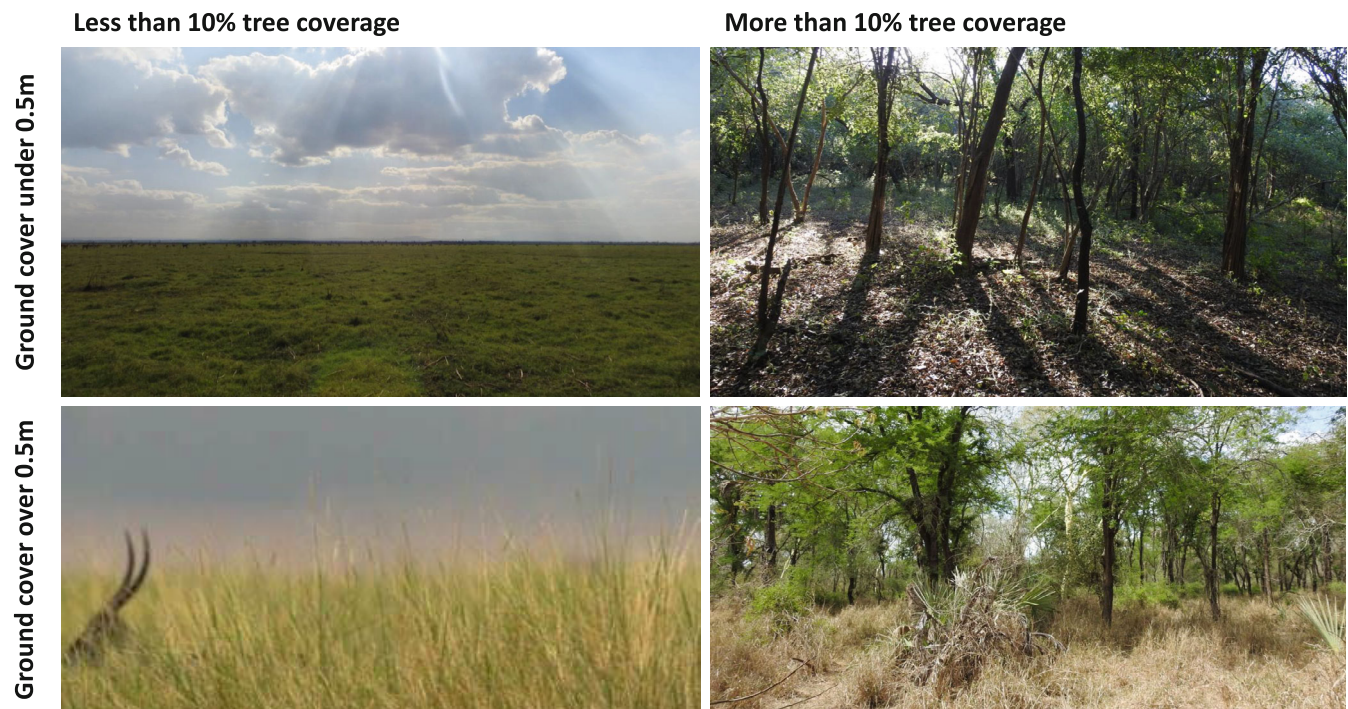 Less than 10% tree coverage
More than 10% tree coverage
Ground cover under 0.5m
Ground cover over 0.5m